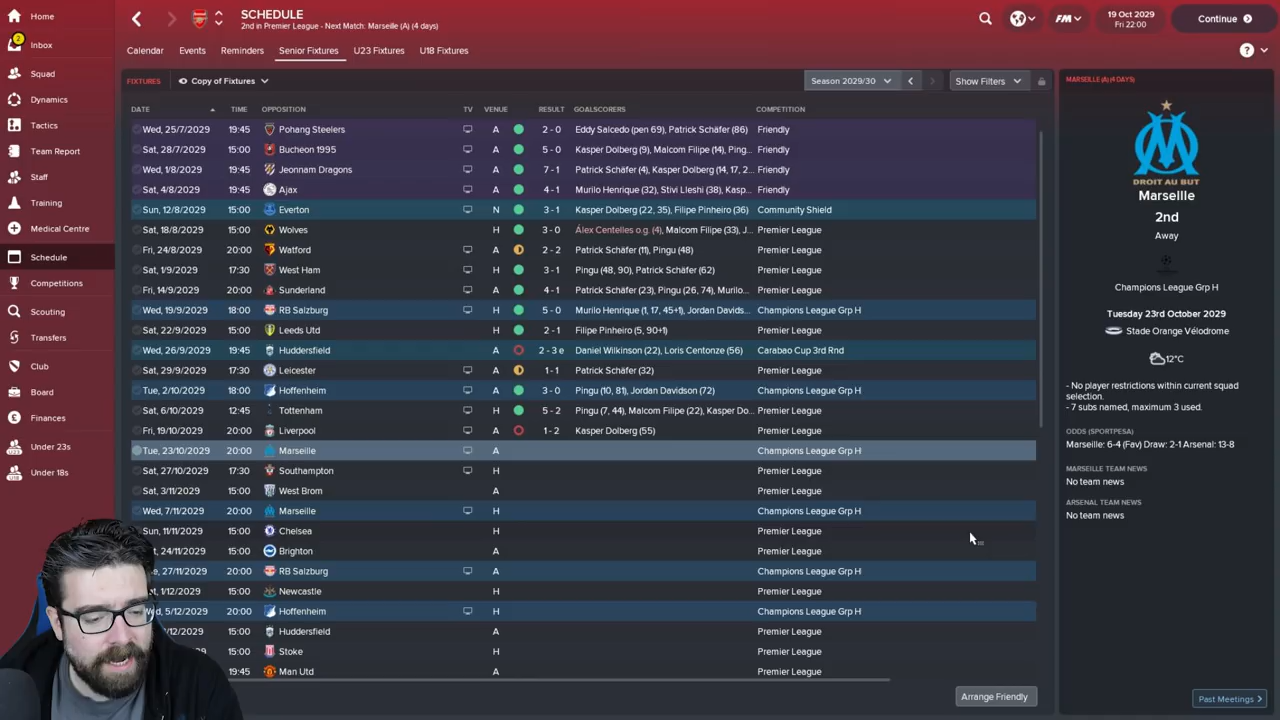 SCHEDULE
2nd in Premier League - Next Match: Marseille (A) (4 days)
FM
19 Oct 2029
Fri 22:00
Continue
Home
2
Inbox
Squad
Dynamics
Tactics
Team Report
Staff
Training
Medical Centre
Schedule
Competitions
Scouting
Transfers
Club
Board
Finances
Under 23s
Under 18s
Calendar Events Reminders Senior Fixtures U23 Fixtures U18 Fixtures
?
FIXTURES Copy of Fixtures Season 2029/30 Show Filters
DATE TIME OPPOSITION TV VENUE RESULT GOALSCORERS COMPETITION
Wed, 25/7/2029 19:45 Pohang Steelers A 2 - 0 Eddy Salcedo (pen 69), Patrick Schäfer (86) Friendly
Sat, 28/7/2029 15:00 Bucheon 1995 A 5 - 0 Kasper Dolberg (9), Malcom Filipe (14), Ping... Friendly
Wed, 1/8/2029 19:45 Jeonnam Dragons A 7 - 1 Patrick Schäfer (4), Kasper Dolberg (14, 17, 2... Friendly
Sat, 4/8/2029 19:45 Ajax A 4 - 1 Murilo Henrique (32), Stivi Lleshi (38), Kasp... Friendly
Sun, 12/8/2029 15:00 Everton N 3 - 1 Kasper Dolberg (22, 35), Filipe Pinheiro (36) Community Shield
Sat, 18/8/2029 15:00 Wolves H 3 - 0 Álex Centelles o.g. (4), Malcom Filipe (33), J... Premier League
Fri, 24/8/2029 20:00 Watford A 2 - 2 Patrick Schäfer (11), Pingu (48) Premier League
Sat, 1/9/2029 17:30 West Ham H 3 - 1 Pingu (48, 90), Patrick Schäfer (62) Premier League
Fri, 14/9/2029 20:00 Sunderland A 4 - 1 Patrick Schäfer (23), Pingu (26, 74), Murilo... Premier League
Wed, 19/9/2029 18:00 RB Salzburg H 5 - 0 Murilo Henrique (1, 17, 45+1), Jordan Davids... Champions League Grp H
Sat, 22/9/2029 15:00 Leeds Utd H 2 - 1 Filipe Pinheiro (5, 90+1) Premier League
Wed, 26/9/2029 19:45 Huddersfield A 2 - 3 e Daniel Wilkinson (22), Loris Centonze (56) Carabao Cup 3rd Rnd
Sat, 29/9/2029 17:30 Leicester A 1 - 1 Patrick Schäfer (32) Premier League
Tue, 2/10/2029 18:00 Hoffenheim A 3 - 0 Pingu (10, 81), Jordan Davidson (72) Champions League Grp H
Sat, 6/10/2029 12:45 Tottenham H 5 - 2 Pingu (7, 44), Malcom Filipe (22), Kasper Do... Premier League
Fri, 19/10/2029 20:00 Liverpool A 1 - 2 Kasper Dolberg (55) Premier League
Tue, 23/10/2029 20:00 Marseille A Champions League Grp H
Sat, 27/10/2029 17:30 Southampton H Premier League
Sat, 3/11/2029 15:00 West Brom A Premier League
Wed, 7/11/2029 20:00 Marseille H Champions League Grp H
Sun, 11/11/2029 15:00 Chelsea H Premier League
24/11/2029 15:00 Brighton A Premier League
27/11/2029 20:00 RB Salzburg A Champions League Grp H
1/12/2029 15:00 Newcastle H Premier League
5/12/2029 20:00 Hoffenheim H Champions League Grp H
/12/2029 15:00 Huddersfield A Premier League
/12/2029 15:00 Stoke H Premier League
/2029 19:45 Man Utd A Premier League
Arrange Friendly
MARSEILLE (A) (4 DAYS)
DROIT AU BUT
Marseille
2nd
Away
Champions League Grp H
Tuesday 23rd October 2029
Stade Orange Vélodrome
12°C
- No player restrictions within current squad
selection.
- 7 subs named, maximum 3 used.
ODDS (SPORTPESA)
Marseille: 6-4 (Fav) Draw: 2-1 Arsenal: 13-8
MARSEILLE TEAM NEWS
No team news
ARSENAL TEAM NEWS
No team news
Past Meetings